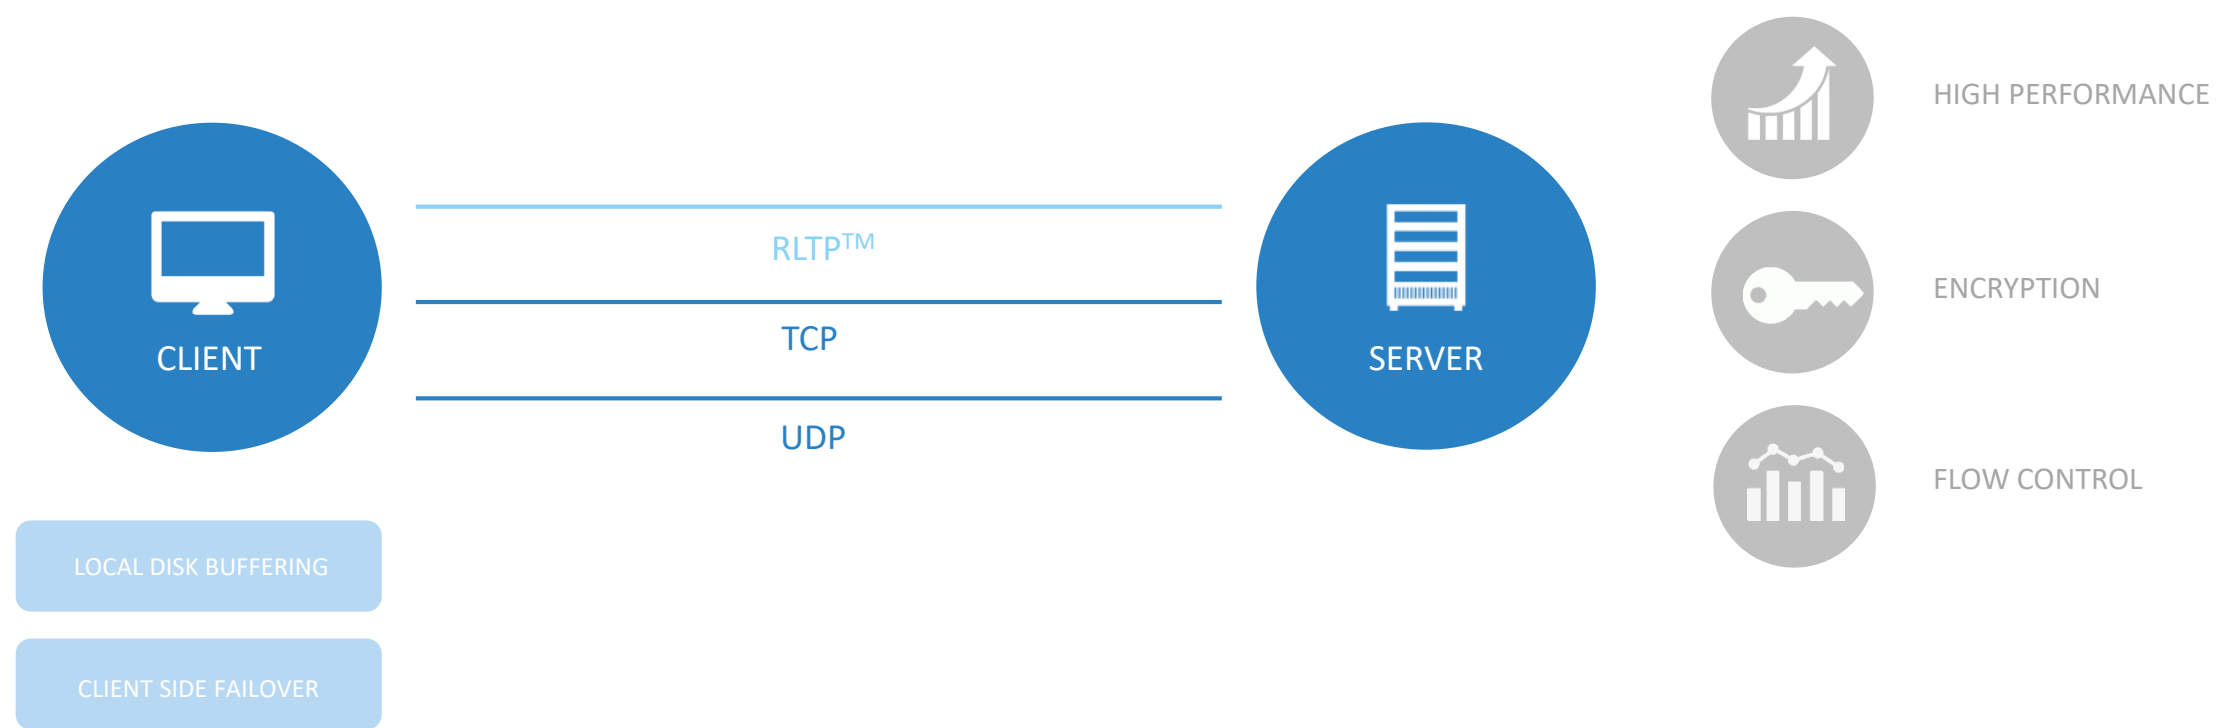 CLIENT
LOCAL DISK BUFFERING
CLIENT SIDE FAILOVER
RLTP™
TCP
UDP
SERVER
HIGH PERFORMANCE
ENCRYPTION
FLOW CONTROL